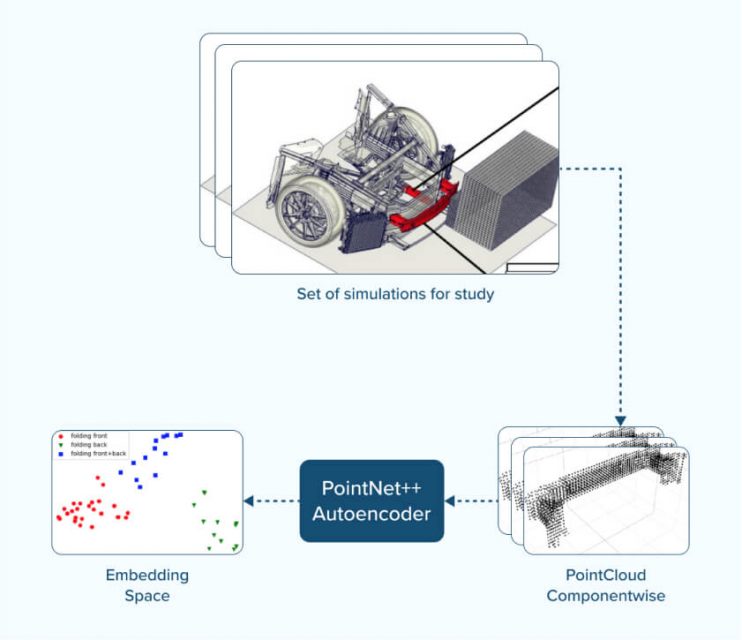 Set of simulations for study
folding front
folding back
folding front+back
PointNet++
Autoencoder
Embedding
Space
PointCloud
Componentwise